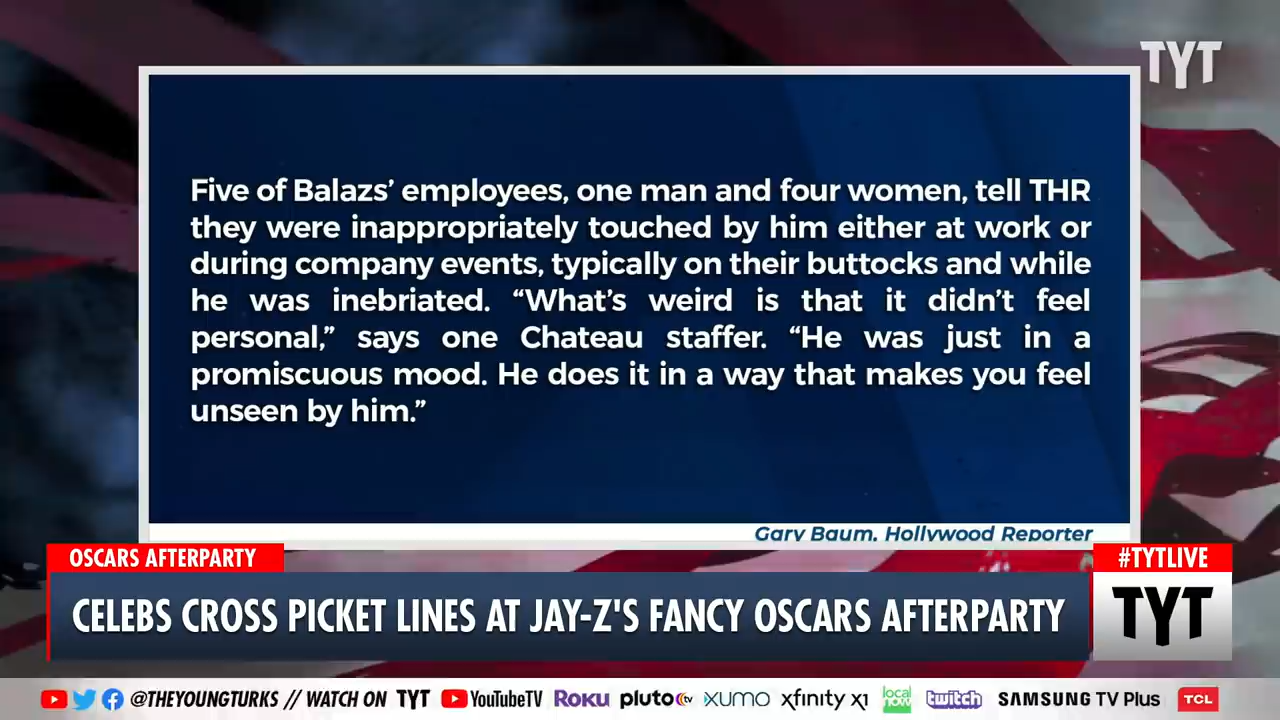 TYT
Five of Balazs’ employees, one man and four women, tell THR
they were inappropriately touched by him either at work or
during company events, typically on their buttocks and while
he was inebriated. “What’s weird is that it didn’t feel
personal,” says one Chateau staffer. “He was just in a
promiscuous mood. He does it in a way that makes you feel
unseen by him.”
Gary Baum, Hollywood Reporter
OSCARS AFTERPARTY
#TYTLIVE
CELEBS CROSS PICKET LINES AT JAY-Z'S FANCY OSCARS AFTERPARTY
TYT
@THEYOUNGTURKS // WATCH ON TYT YouTubeTV ROKU pluto tv XUMO xfinity x1 local now twitch SAMSUNG TV Plus TCL